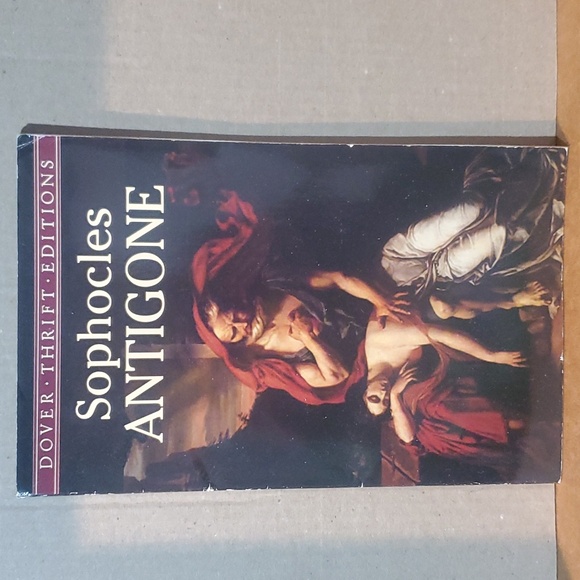 DOVER · THRIFT · EDITIONS
Sophocles
ANTIGONE